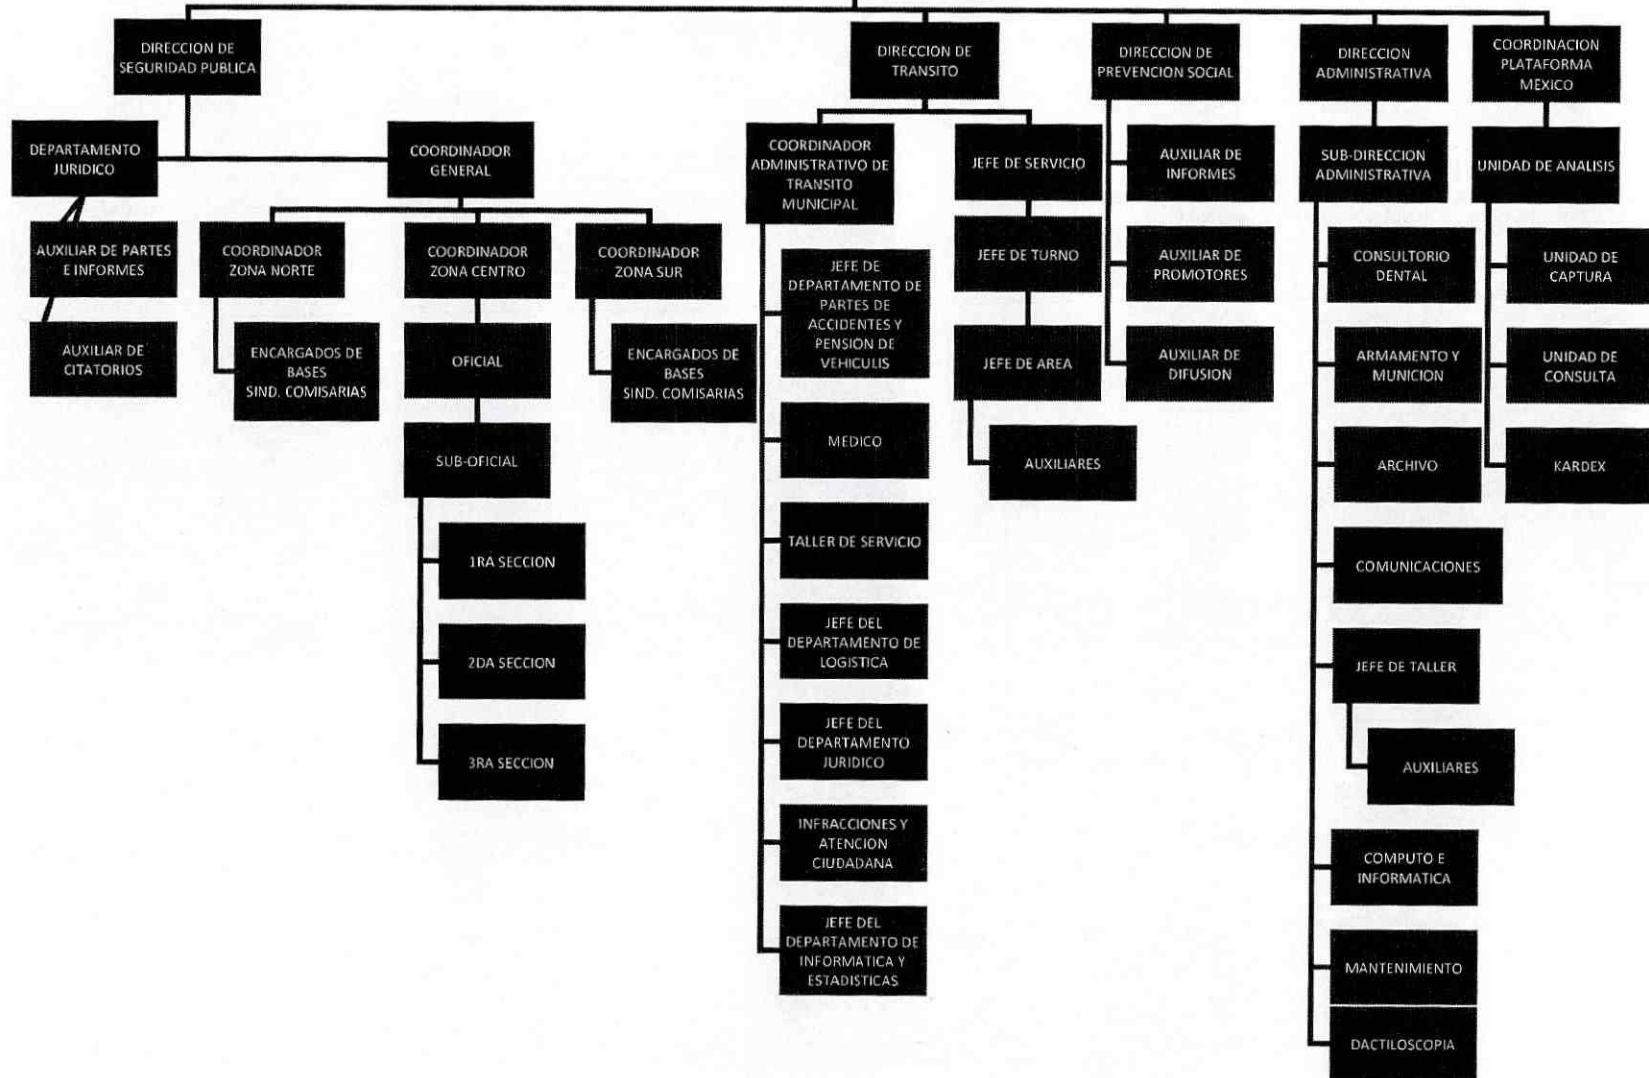 DIRECCION DE
SEGURIDAD PUBLICA
DIRECCION DE
TRANSITO
DIRECCION DE
PREVENCION SOCIAL
DIRECCION
ADMINISTRATIVA
COORDINACION
PLATAFORMA
MEXICO
DEPARTAMENTO
JURIDICO
COORDINADOR
GENERAL
COORDINADOR
ADMINISTRATIVO DE
TRANSITO
MUNICIPAL
JEFE DE SERVICIO
AUXILIAR DE
INFORMES
SUB-DIRECCION
ADMINISTRATIVA
UNIDAD DE ANALISIS
AUXILIAR DE PARTES
E INFORMES
COORDINADOR
ZONA NORTE
COORDINADOR
ZONA CENTRO
COORDINADOR
ZONA SUR
JEFE DE
DEPARTAMENTO DE
PARTES DE
ACCIDENTES Y
PENSION DE
VEHICULIS
JEFE DE TURNO
AUXILIAR DE
PROMOTORES
CONSULTORIO
DENTAL
UNIDAD DE
CAPTURA
AUXILIAR DE
CITATORIOS
ENCARGADOS DE
BASES
SIND. COMISARIAS
OFICIAL
ENCARGADOS DE
BASES
SIND. COMISARIAS
JEFE DE AREA
AUXILIAR DE
DIFUSION
ARMAMENTO Y
MUNICION
UNIDAD DE
CONSULTA
SUB-OFICIAL
MEDICO
AUXILIARES
ARCHIVO
KARDEX
1RA SECCION
TALLER DE SERVICIO
COMUNICACIONES
2DA SECCION
JEFE DEL
DEPARTAMENTO DE
LOGISTICA
JEFE DE TALLER
3RA SECCION
JEFE DEL
DEPARTAMENTO
JURIDICO
AUXILIARES
INFRACCIONES Y
ATENCION
CIUDADANA
COMPUTO E
INFORMATICA
JEFE DEL
DEPARTAMENTO DE
INFORMATICA Y
ESTADISTICAS
MANTENIMIENTO
DACTILOSCOPIA